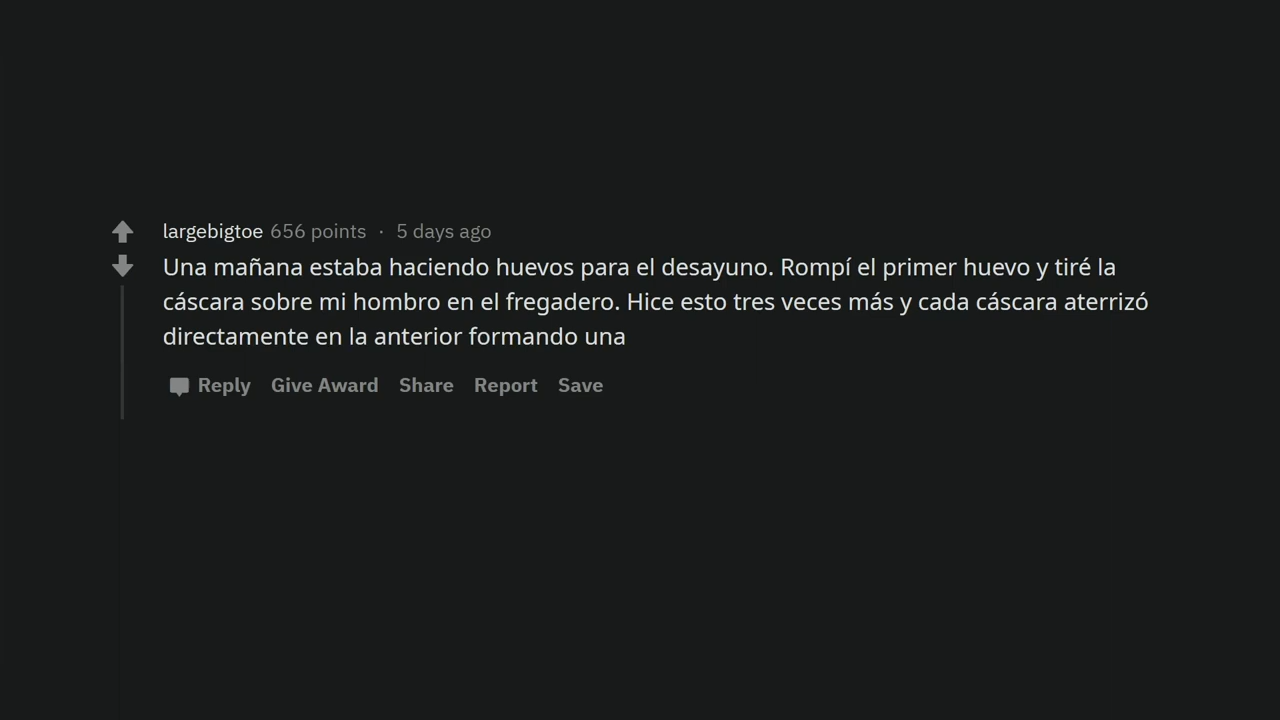 largebigtoe 656 points · 5 days ago
Una mañana estaba haciendo huevos para el desayuno. Rompí el primer huevo y tiré la
cáscara sobre mi hombro en el fregadero. Hice esto tres veces más y cada cáscara aterrizó
directamente en la anterior formando una
Reply Give Award Share Report Save